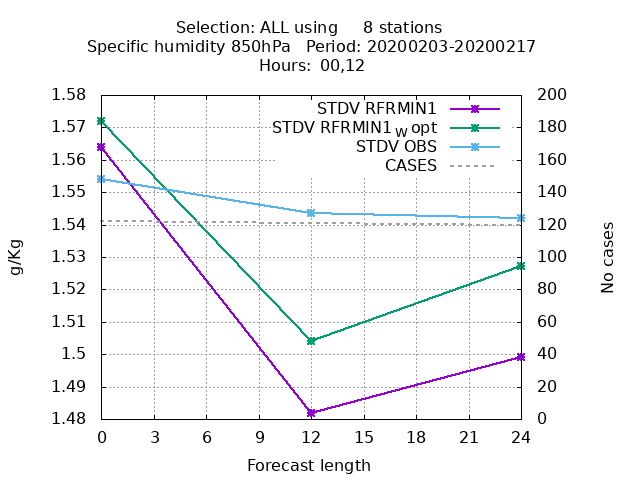 Selection: ALL using     8 stations
Specific humidity 850hPa   Period: 20200203-20200217
Hours: 00,12
STDV RFRMIN1
STDV RFRMIN1 w opt
STDV OBS
CASES
g/Kg
1.58
1.57
1.56
1.55
1.54
1.53
1.52
1.51
1.5
1.49
1.48
200
180
160
140
120
100
80
60
40
20
0
No cases
0 3 6 9 12 15 18 21 24
Forecast length